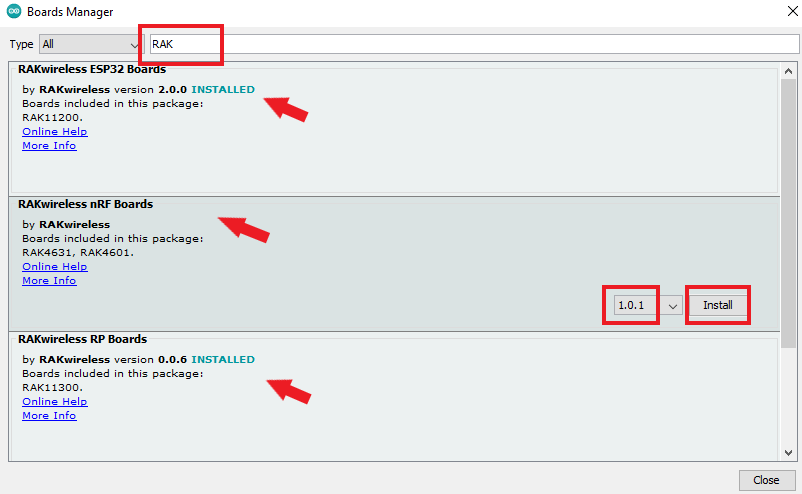 Boards Manager
Type All RAK
RAKwireless ESP32 Boards
by RAKwireless version 2.0.0 INSTALLED
Boards included in this package:
RAK11200.
Online Help
More Info
RAKwireless nRF Boards
by RAKwireless
Boards included in this package:
RAK4631, RAK4601.
Online Help
More Info
1.0.1 Install
RAKwireless RP Boards
by RAKwireless version 0.0.6 INSTALLED
Boards included in this package:
RAK11300.
Online Help
More Info
Close